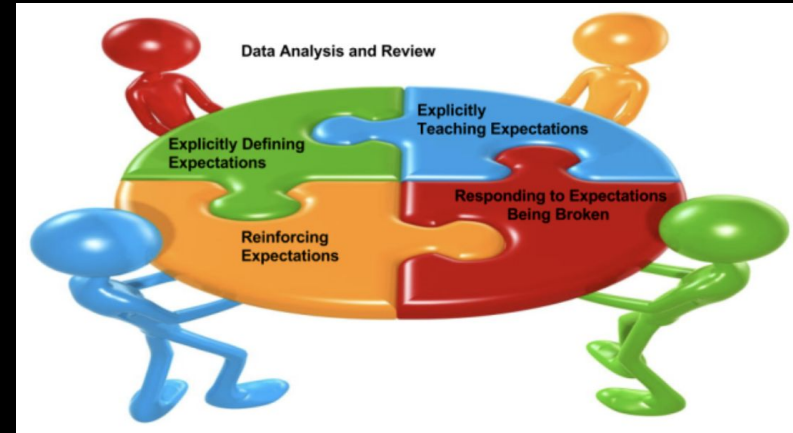 Data Analysis and Review
Explicitly
Teaching Expectations
Explicitly Defining
Expectations
Responding to Expectations
Being Broken
Reinforcing
Expectations